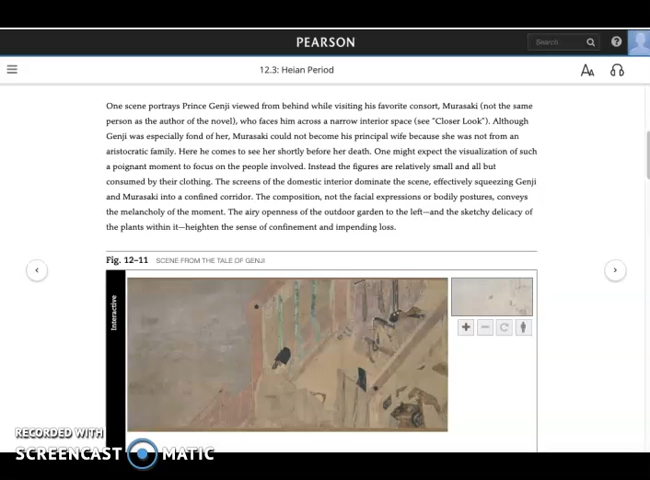 PEARSON
Search
12.3: Heian Period
One scene portrays Prince Genji viewed from behind while visiting his favorite consort, Murasaki (not the same
person as the author of the novel), who faces him across a narrow interior space (see "Closer Look"). Although
Genji was especially fond of her, Murasaki could not become his principal wife because she was not from an
aristocratic family. Here he comes to see her shortly before her death. One might expect the visualization of such
a poignant moment to focus on the people involved. Instead the figures are relatively small and all but
consumed by their clothing. The screens of the domestic interior dominate the scene, effectively squeezing Genji
and Murasaki into a confined corridor. The composition, not the facial expressions or bodily postures, conveys
the melancholy of the moment. The airy openness of the outdoor garden to the left—and the sketchy delicacy of
the plants within it—heighten the sense of confinement and impending loss.
Fig. 12–11 SCENE FROM THE TALE OF GENJI
Interactive
RECORDED WITH
SCREENCAST MATIC